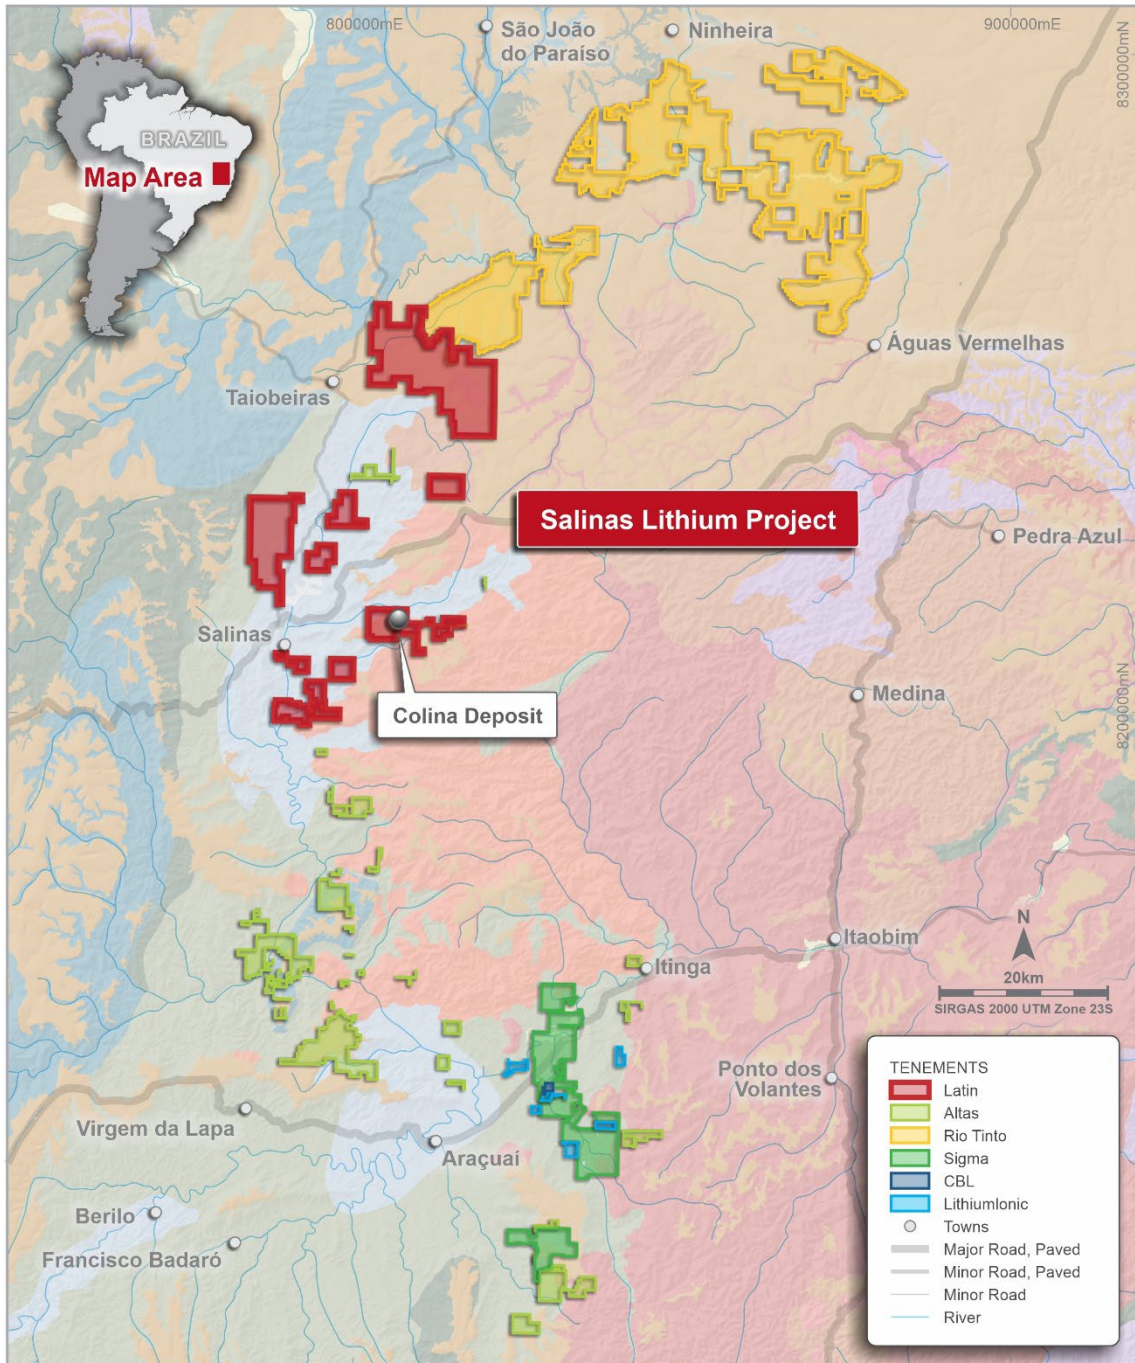 800000mE
900000mE
8300000mN
São João
do Paraíso
Ninheira
BRAZIL
Map Area
Águas Vermelhas
Taiobeiras
Salinas Lithium Project
Pedra Azul
Salinas
Medina
Colina Deposit
8200000mN
Itaobim
Itinga
N
20km
SIRGAS 2000 UTM Zone 23S
Ponto dos
Volantes
Virgem da Lapa
Araçuaí
Berilo
Francisco Badaró
TENEMENTS
Latin
Altas
Rio Tinto
Sigma
CBL
LithiumIonic
Towns
Major Road, Paved
Minor Road, Paved
Minor Road
River